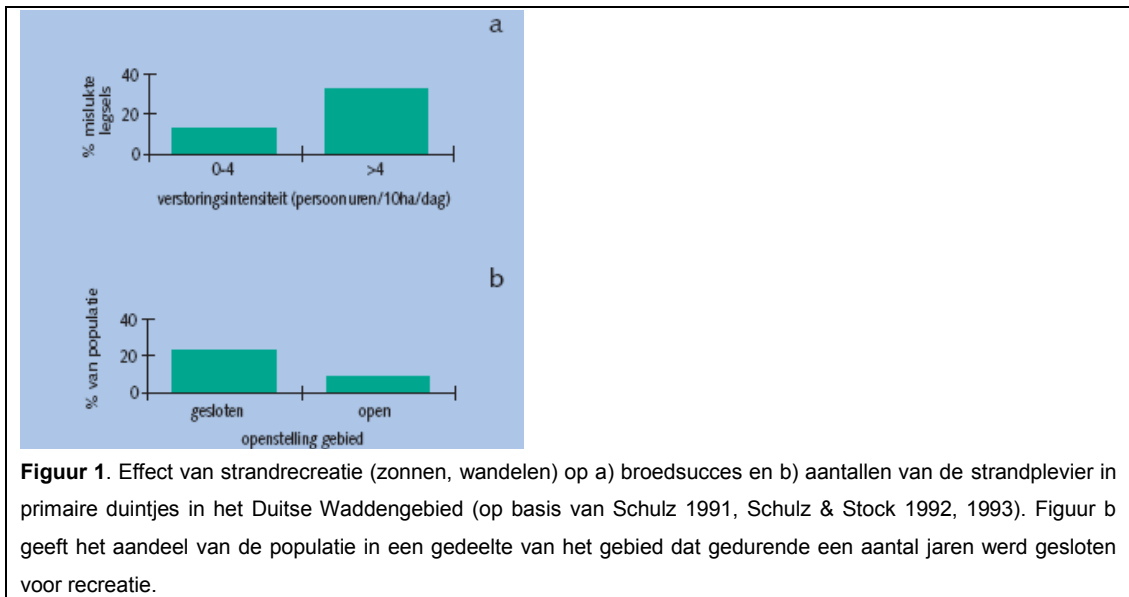 a
40
20
0
% mislukte
legsels
0-4 >4
verstoringsintensiteit (persoonuren/10ha/dag)
b
40
20
0
% van populatie
gesloten open
openstelling gebied
Figuur 1. Effect van strandrecreatie (zonnen, wandelen) op a) broedsucces en b) aantallen van de strandplevier in
primaire duintjes in het Duitse Waddengebied (op basis van Schulz 1991, Schulz & Stock 1992, 1993). Figuur b
geeft het aandeel van de populatie in een gedeelte van het gebied dat gedurende een aantal jaren werd gesloten
voor recreatie.